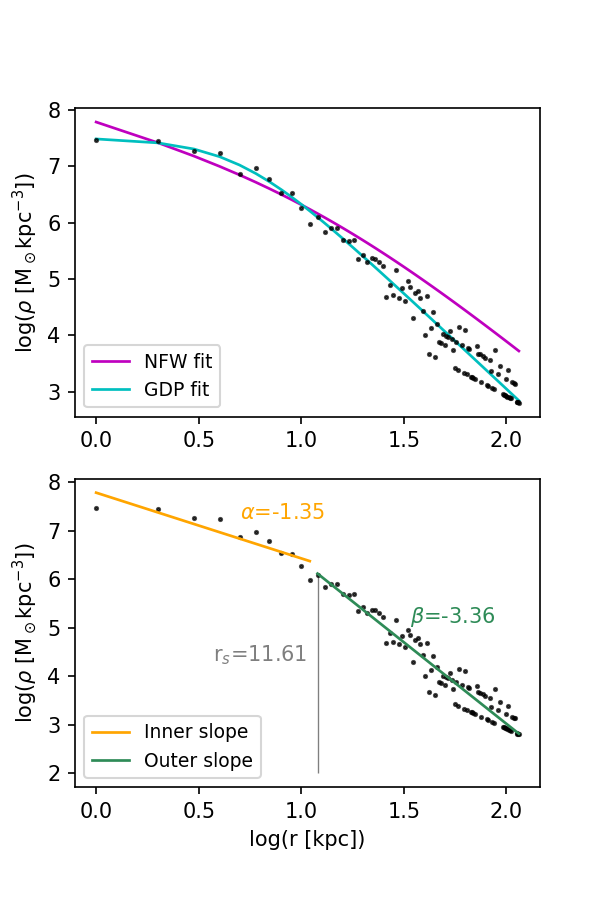 8
7
6
5
4
3
log(ρ [M⊙kpc⁻³])
NFW fit
GDP fit
0.0 0.5 1.0 1.5 2.0
8
7
6
5
4
3
2
log(ρ [M⊙kpc⁻³])
α=-1.35
β=-3.36
rₛ=11.61
Inner slope
Outer slope
0.0 0.5 1.0 1.5 2.0
log(r [kpc])